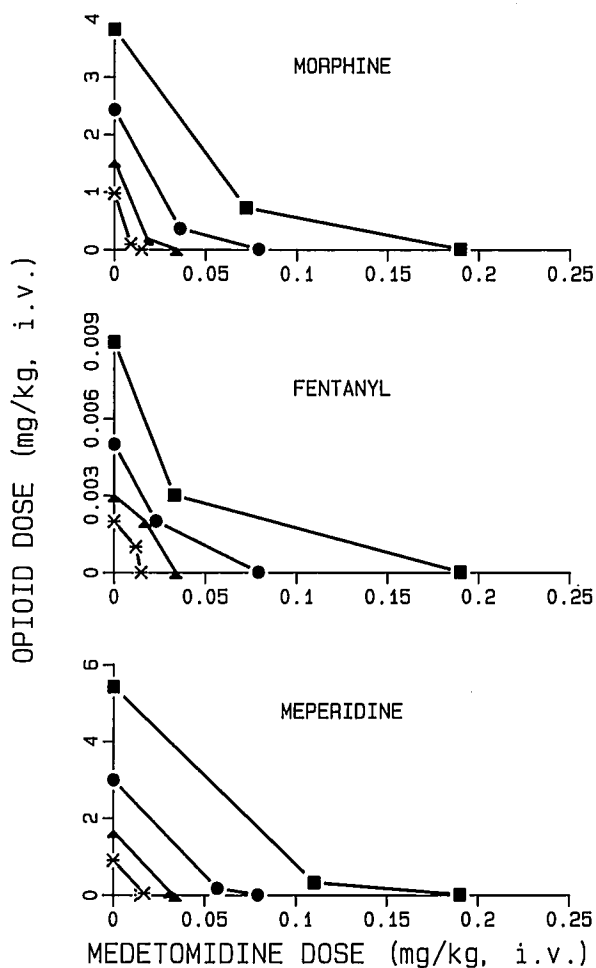 OPIOID DOSE (mg/kg, i.v.)
MORPHINE
4
3
2
1
0
0 0.05 0.1 0.15 0.2 0.25
FENTANYL
0.009
0.006
0.003
0
0 0.05 0.1 0.15 0.2 0.25
MEPERIDINE
6
4
2
0
0 0.05 0.1 0.15 0.2 0.25
MEDETOMIDINE DOSE (mg/kg, i.v.)